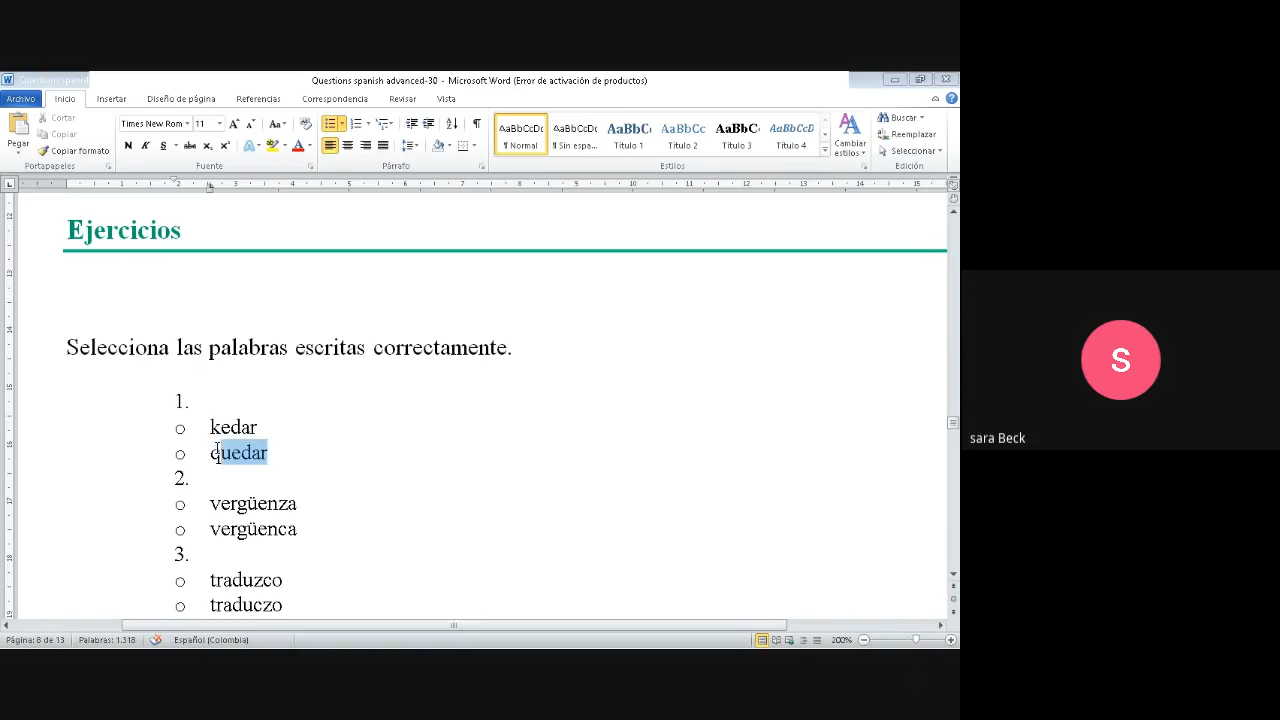 Questions spanish advanced-30 - Microsoft Word (Error de activación de productos)
Archivo Inicio Insertar Diseño de página Referencias Correspondencia Revisar Vista
Pegar
Cortar
Copiar
Copiar formato
Portapapeles
Times New Rom 11
Fuente
Párrafo
AaBbCcDc AaBbCcDc AaBbC AaBbCc AaBbC AaBbCcD
¶ Normal ¶ Sin espa... Título 1 Título 2 Título 3 Título 4
Estilos
Cambiar estilos
Buscar
Reemplazar
Seleccionar
Edición
Ejercicios
Selecciona las palabras escritas correctamente.
1.
o kedar
o quedar
2.
o vergüenza
o vergüenca
3.
o traduzco
o traduczo
Página: 8 de 13 Palabras: 1.318 Español (Colombia) 200%
S
sara Beck